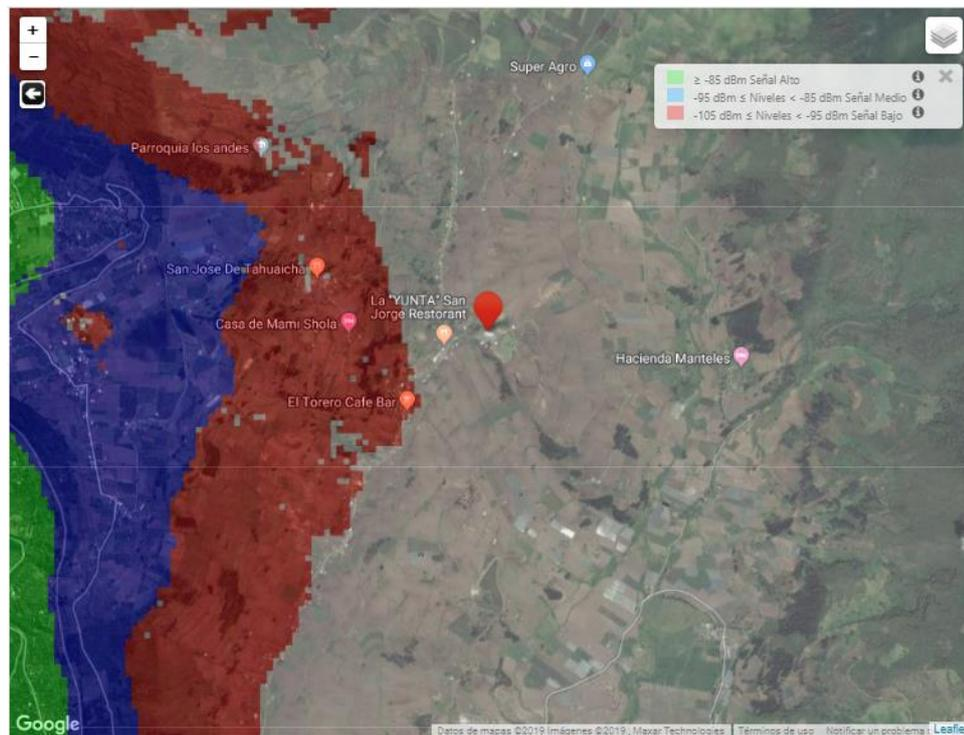 +
−
Super Agro
≥ -85 dBm Señal Alto
-95 dBm ≤ Niveles < -85 dBm Señal Medio
-105 dBm ≤ Niveles < -95 dBm Señal Bajo
Parroquia los andes
San Jose De Tahuaicha
La "YUNTA" San
Jorge Restorant
Casa de Mami Shola
Hacienda Manteles
El Torero Cafe Bar
Google
Datos de mapas ©2019 Imágenes ©2019 , Maxar Technologies
Términos de uso
Notificar un problema
Leafle